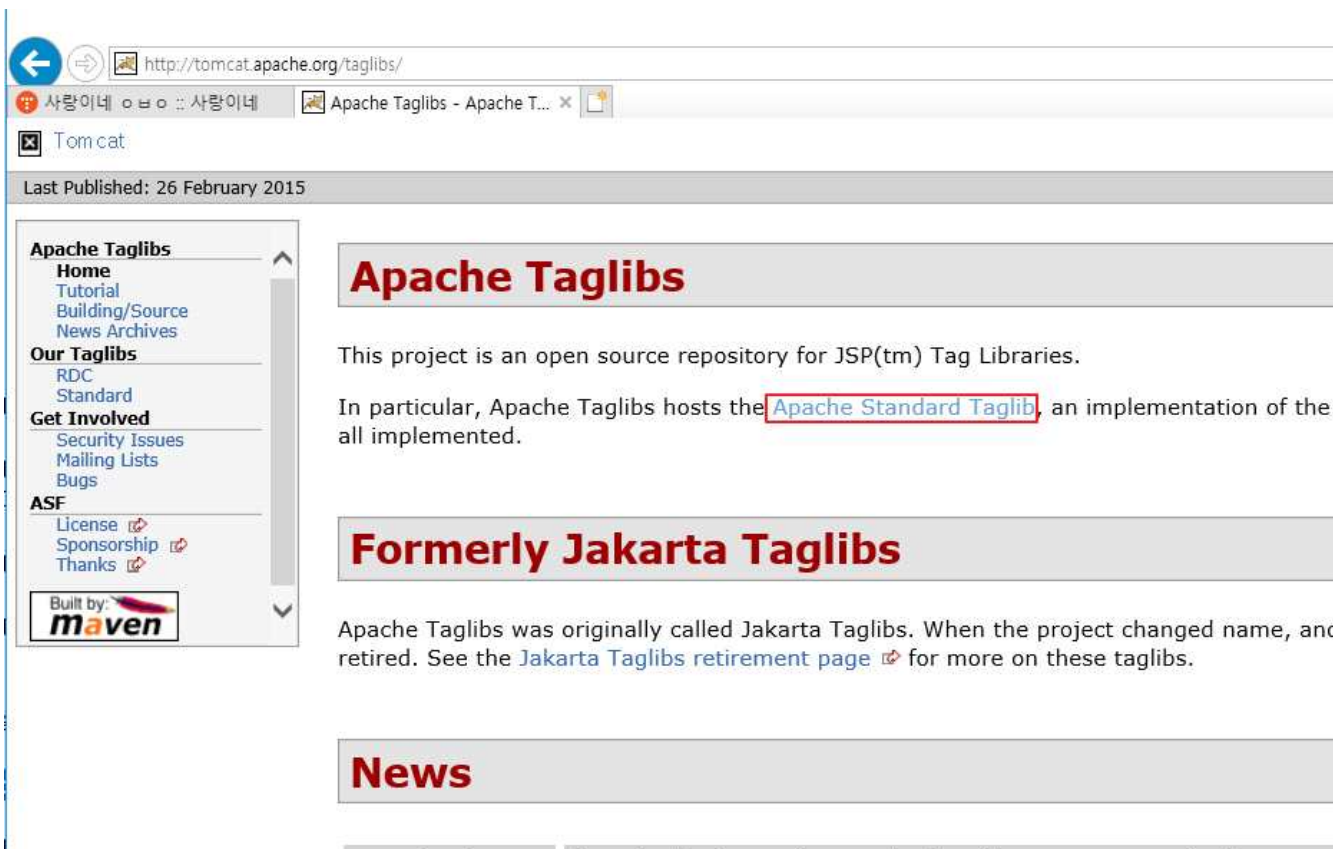 http://tomcat.apache.org/taglibs/
사랑이네 ㅇㅂㅇ :: 사랑이네
Apache Taglibs - Apache T...
Tomcat
Last Published: 26 February 2015
Apache Taglibs
Home
Tutorial
Building/Source
News Archives
Our Taglibs
RDC
Standard
Get Involved
Security Issues
Mailing Lists
Bugs
ASF
License
Sponsorship
Thanks
Built by:
maven
Apache Taglibs
This project is an open source repository for JSP(tm) Tag Libraries.
In particular, Apache Taglibs hosts the Apache Standard Taglib, an implementation of the
all implemented.
Formerly Jakarta Taglibs
Apache Taglibs was originally called Jakarta Taglibs. When the project changed name, and
retired. See the Jakarta Taglibs retirement page for more on these taglibs.
News